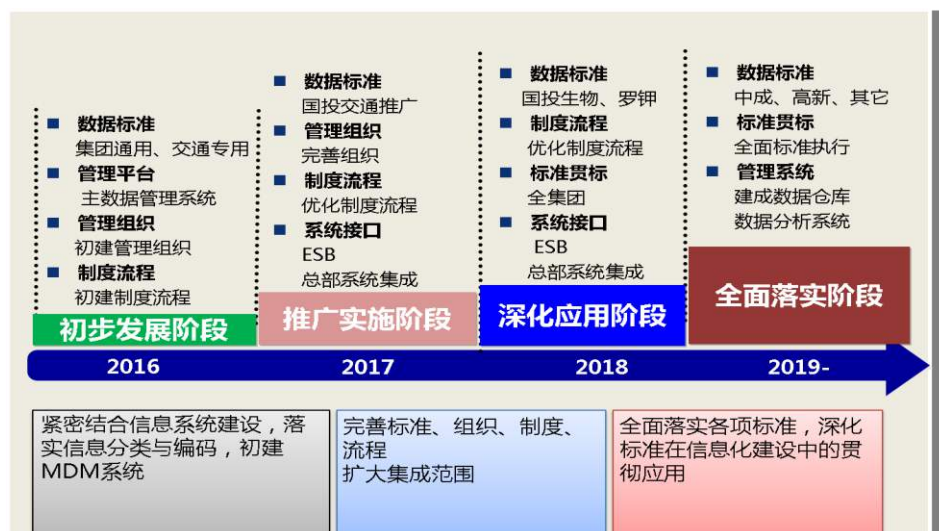 数据标准
集团通用、交通专用
管理平台
主数据管理系统
管理组织
初建管理组织
制度流程
初建制度流程
初步发展阶段
2016
数据标准
国投交通推广
管理组织
完善组织
制度流程
优化制度流程
系统接口
ESB
总部系统集成
推广实施阶段
2017
数据标准
国投生物、罗钾
制度流程
优化制度流程
标准贯标
全集团
系统接口
ESB
总部系统集成
深化应用阶段
2018
数据标准
中成、高新、其它
标准贯标
全面标准执行
管理系统
建成数据仓库
数据分析系统
全面落实阶段
2019-
紧密结合信息系统建设，落
实信息分类与编码，初建
MDM系统
完善标准、组织、制度、
流程
扩大集成范围
全面落实各项标准，深化
标准在信息化建设中的贯
彻应用